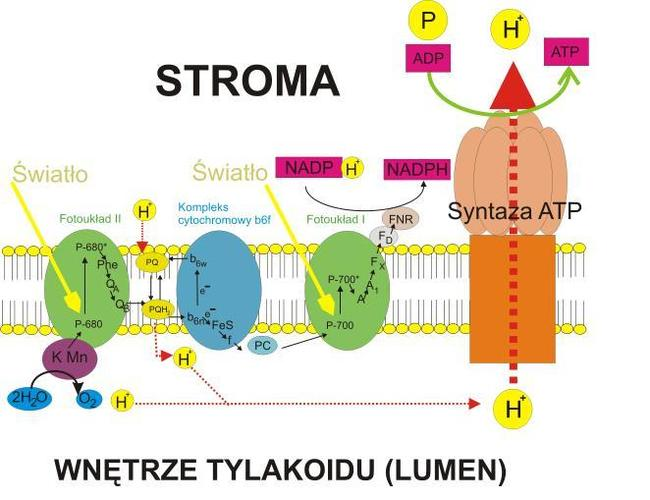 P
H+
ADP
ATP
STROMA
Światło
Światło
NADP H+
NADPH
H+
Fotoukład II
Kompleks
cytochromowy b6f
Fotoukład I
FNR
Syntaza ATP
FD
P-680*
Phe
QA
QB
PQ
b6w
FX
P-700*
A1
A
e-
PQH2
b6n
e-
FeS
f
P-680
P-700
PC
K Mn
H+
2H2O
O2
H+
H+
WNĘTRZE TYLAKOIDU (LUMEN)